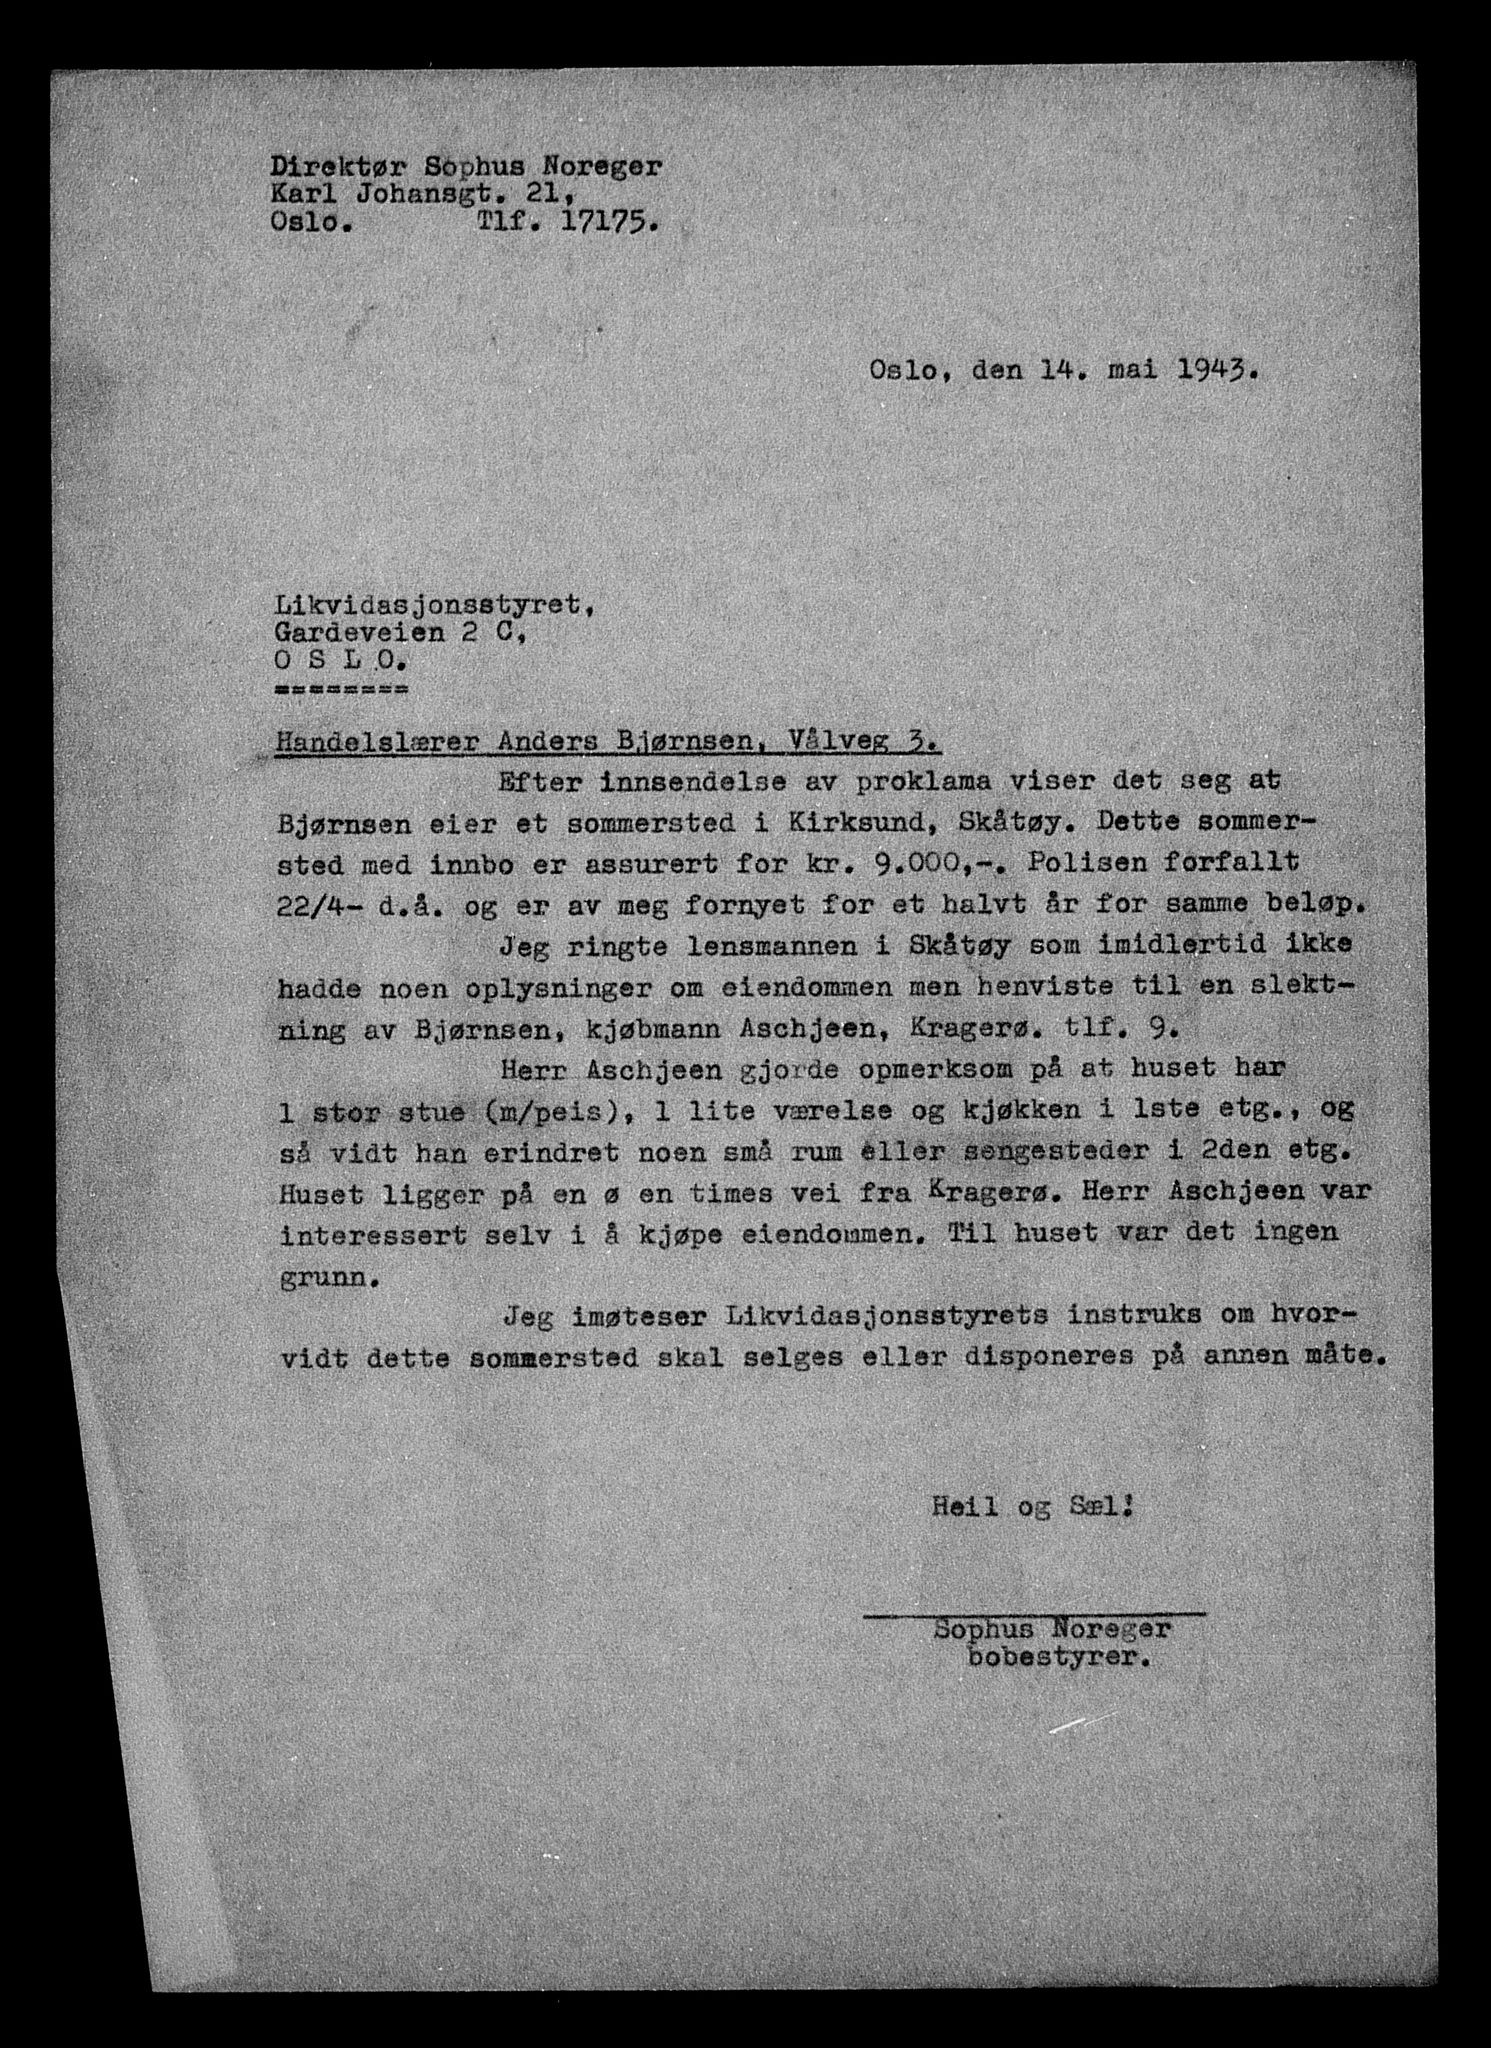 Direktør Sophus Noreger
Karl Johansgt. 21,
Oslo. Tlf. 17175.
Oslo, den 14. mai 1943.
Likvidasjonsstyret,
Gardeveien 2 C,
O S L O.
========
Handelslærer Anders Bjørnsen, Vålveg 3.
Efter innsendelse av proklama viser det seg at
Bjørnsen eier et sommersted i Kirksund, Skåtøy. Dette sommer-
sted med innbo er assurert for kr. 9.000,-. Polisen forfallt
22/4- d.å. og er av meg fornyet for et halvt år for samme beløp.
Jeg ringte lensmannen i Skåtøy som imidlertid ikke
hadde noen oplysninger om eiendommen men henviste til en slekt-
ning av Bjørnsen, kjøbmann Aschjeen, Kragerø. tlf. 9.
Herr Aschjeen gjorde opmerksom på at huset har
1 stor stue (m/peis), 1 lite værelse og kjøkken i 1ste etg., og
så vidt han erindret noen små rum eller sengesteder i 2den etg.
Huset ligger på en ø en times vei fra Kragerø. Herr Aschjeen var
interessert selv i å kjøpe eiendommen. Til huset var det ingen
grunn.
Jeg imøteser Likvidasjonsstyrets instruks om hvor-
vidt dette sommersted skal selges eller disponeres på annen måte.
Heil og Sæl!
Sophus Noreger
bobestyrer.